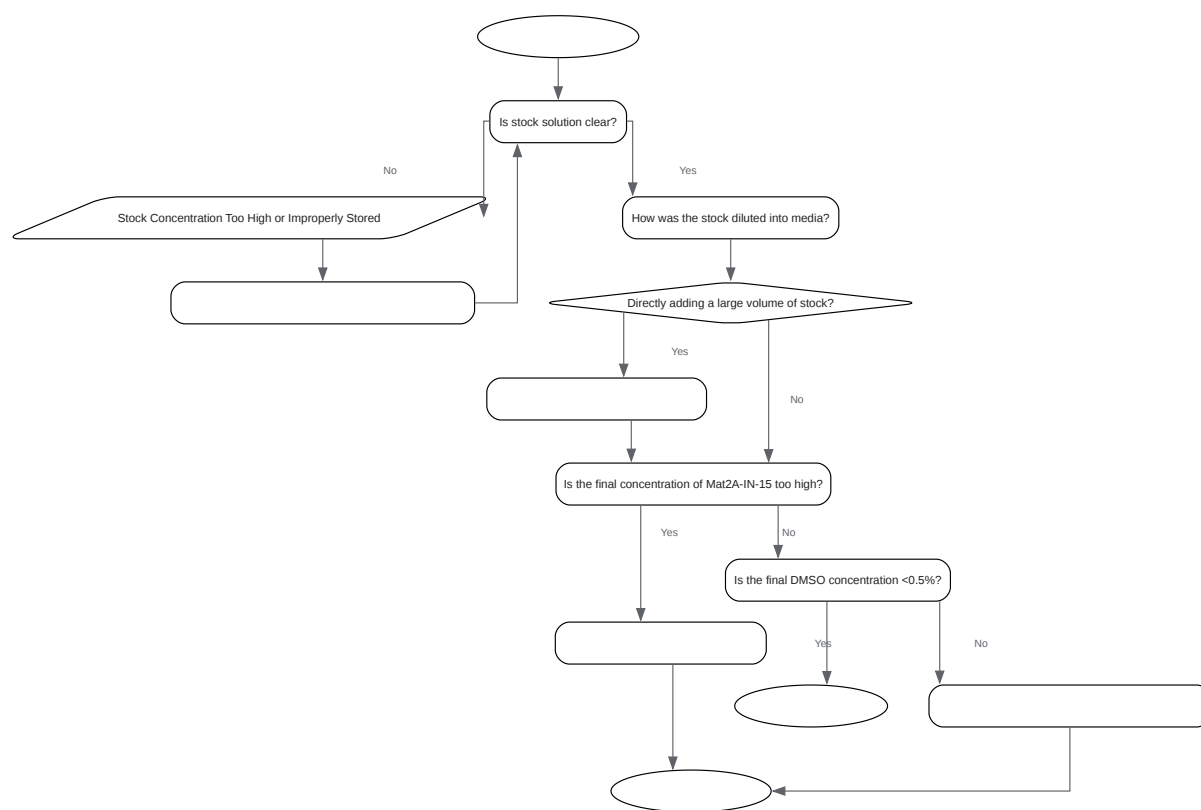 Is stock solution clear?
No
Yes
Stock Concentration Too High or Improperly Stored
How was the stock diluted into media?
Directly adding a large volume of stock?
Yes
No
Is the final concentration of Mat2A-IN-15 too high?
Yes
No
Is the final DMSO concentration <0.5%?
Yes
No